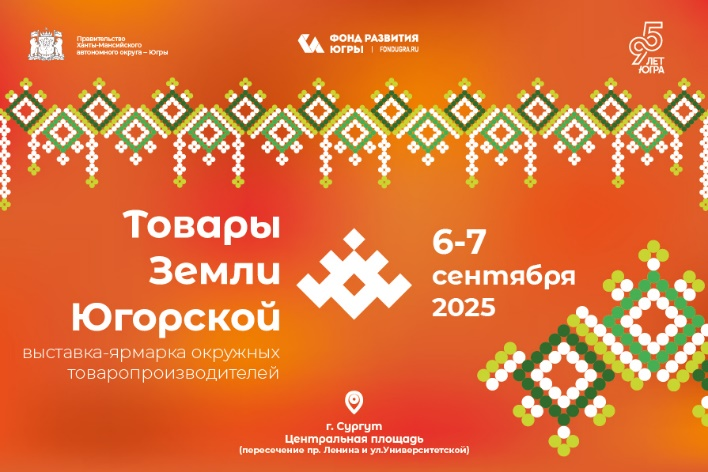 Правительство
Ханты-Мансийского
автономного округа – Югры
ФОНД РАЗВИТИЯ
ЮГРЫ | FONDUGRA.RU
95
ЛЕТ
ЮГРА
Товары
Земли
Югорской
выставка-ярмарка окружных
товаропроизводителей
6-7
сентября
2025
г. Сургут
Центральная площадь
(пересечение пр. Ленина и ул.Университетской)